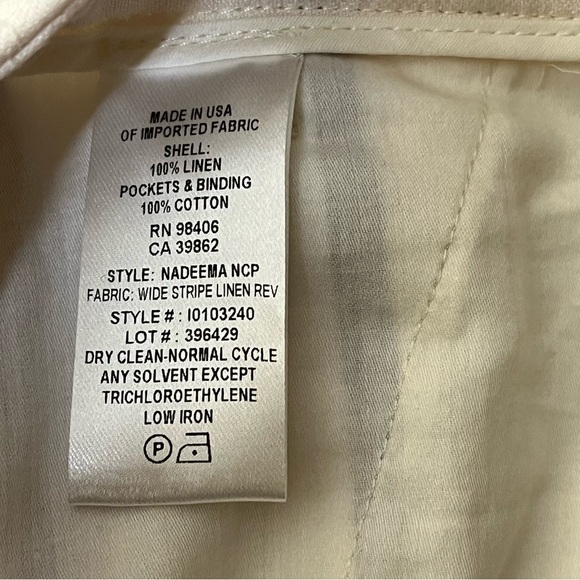 MADE IN USA
OF IMPORTED FABRIC
SHELL:
100% LINEN
POCKETS & BINDING
100% COTTON
RN 98406
CA 39862
STYLE: NADEEMA NCP
FABRIC: WIDE STRIPE LINEN REV
STYLE # : I0103240
LOT # : 396429
DRY CLEAN-NORMAL CYCLE
ANY SOLVENT EXCEPT
TRICHLOROETHYLENE
LOW IRON
P